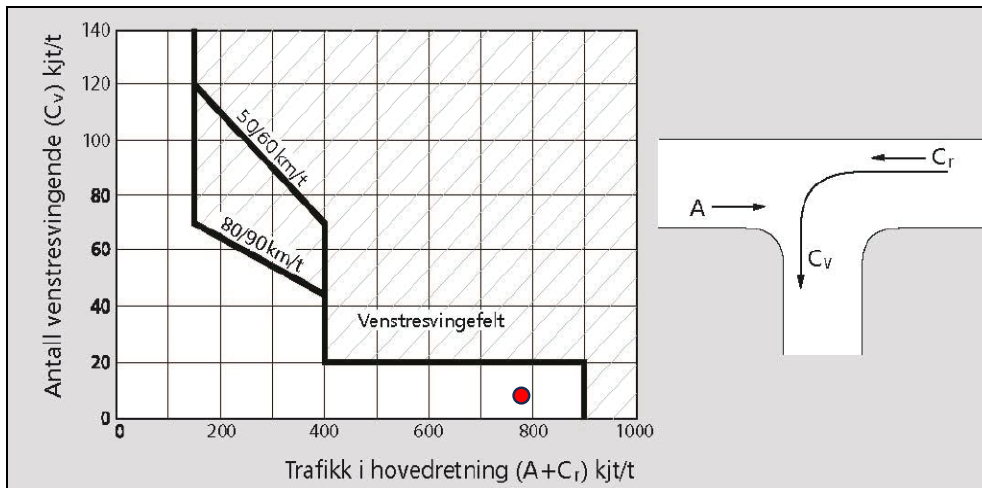 Antall venstresvingende (Cv) kjt/t
140
120
100
80
60
40
20
0
50/60 km/t
80/90 km/t
Venstresvingefelt
0 200 400 600 800 1000
Trafikk i hovedretning (A+Cr) kjt/t
Cr
A
Cv